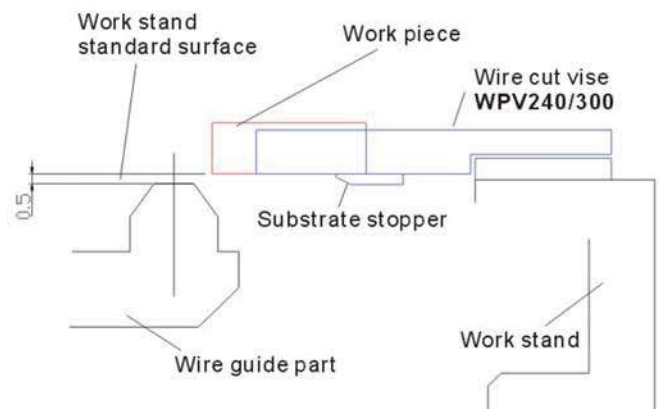 Work stand
standard surface
Work piece
Wire cut vise
WPV240/300
0.5
Substrate stopper
Wire guide part
Work stand